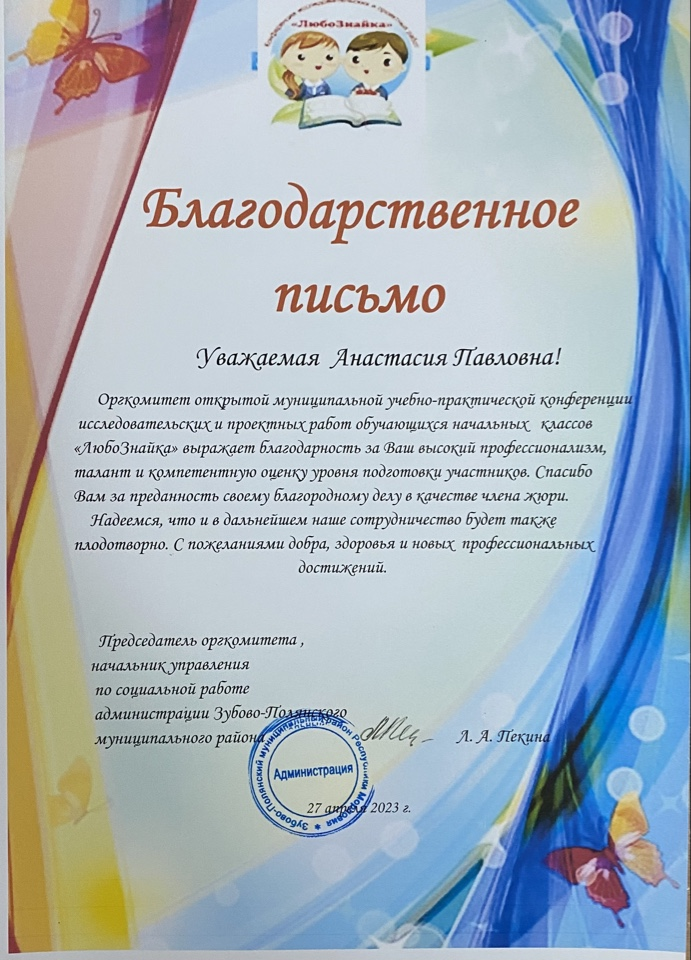 Конференция исследовательских и проектных работ
«ЛюбоЗнайка»
Благодарственное
письмо
Уважаемая Анастасия Павловна!
Оргкомитет открытой муниципальной учебно-практической конференции
исследовательских и проектных работ обучающихся начальных классов
«ЛюбоЗнайка» выражает благодарность за Ваш высокий профессионализм,
талант и компетентную оценку уровня подготовки участников. Спасибо
Вам за преданность своему благородному делу в качестве члена жюри.
Надеемся, что и в дальнейшем наше сотрудничество будет также
плодотворно. С пожеланиями добра, здоровья и новых профессиональных
достижений.
Председатель оргкомитета ,
начальник управления
по социальной работе
администрации Зубово-Полянского
муниципального района
Л. А. Пекина
Зубово-Полянский муниципальный район Республики Мордовия
Администрация
27 апреля 2023 г.